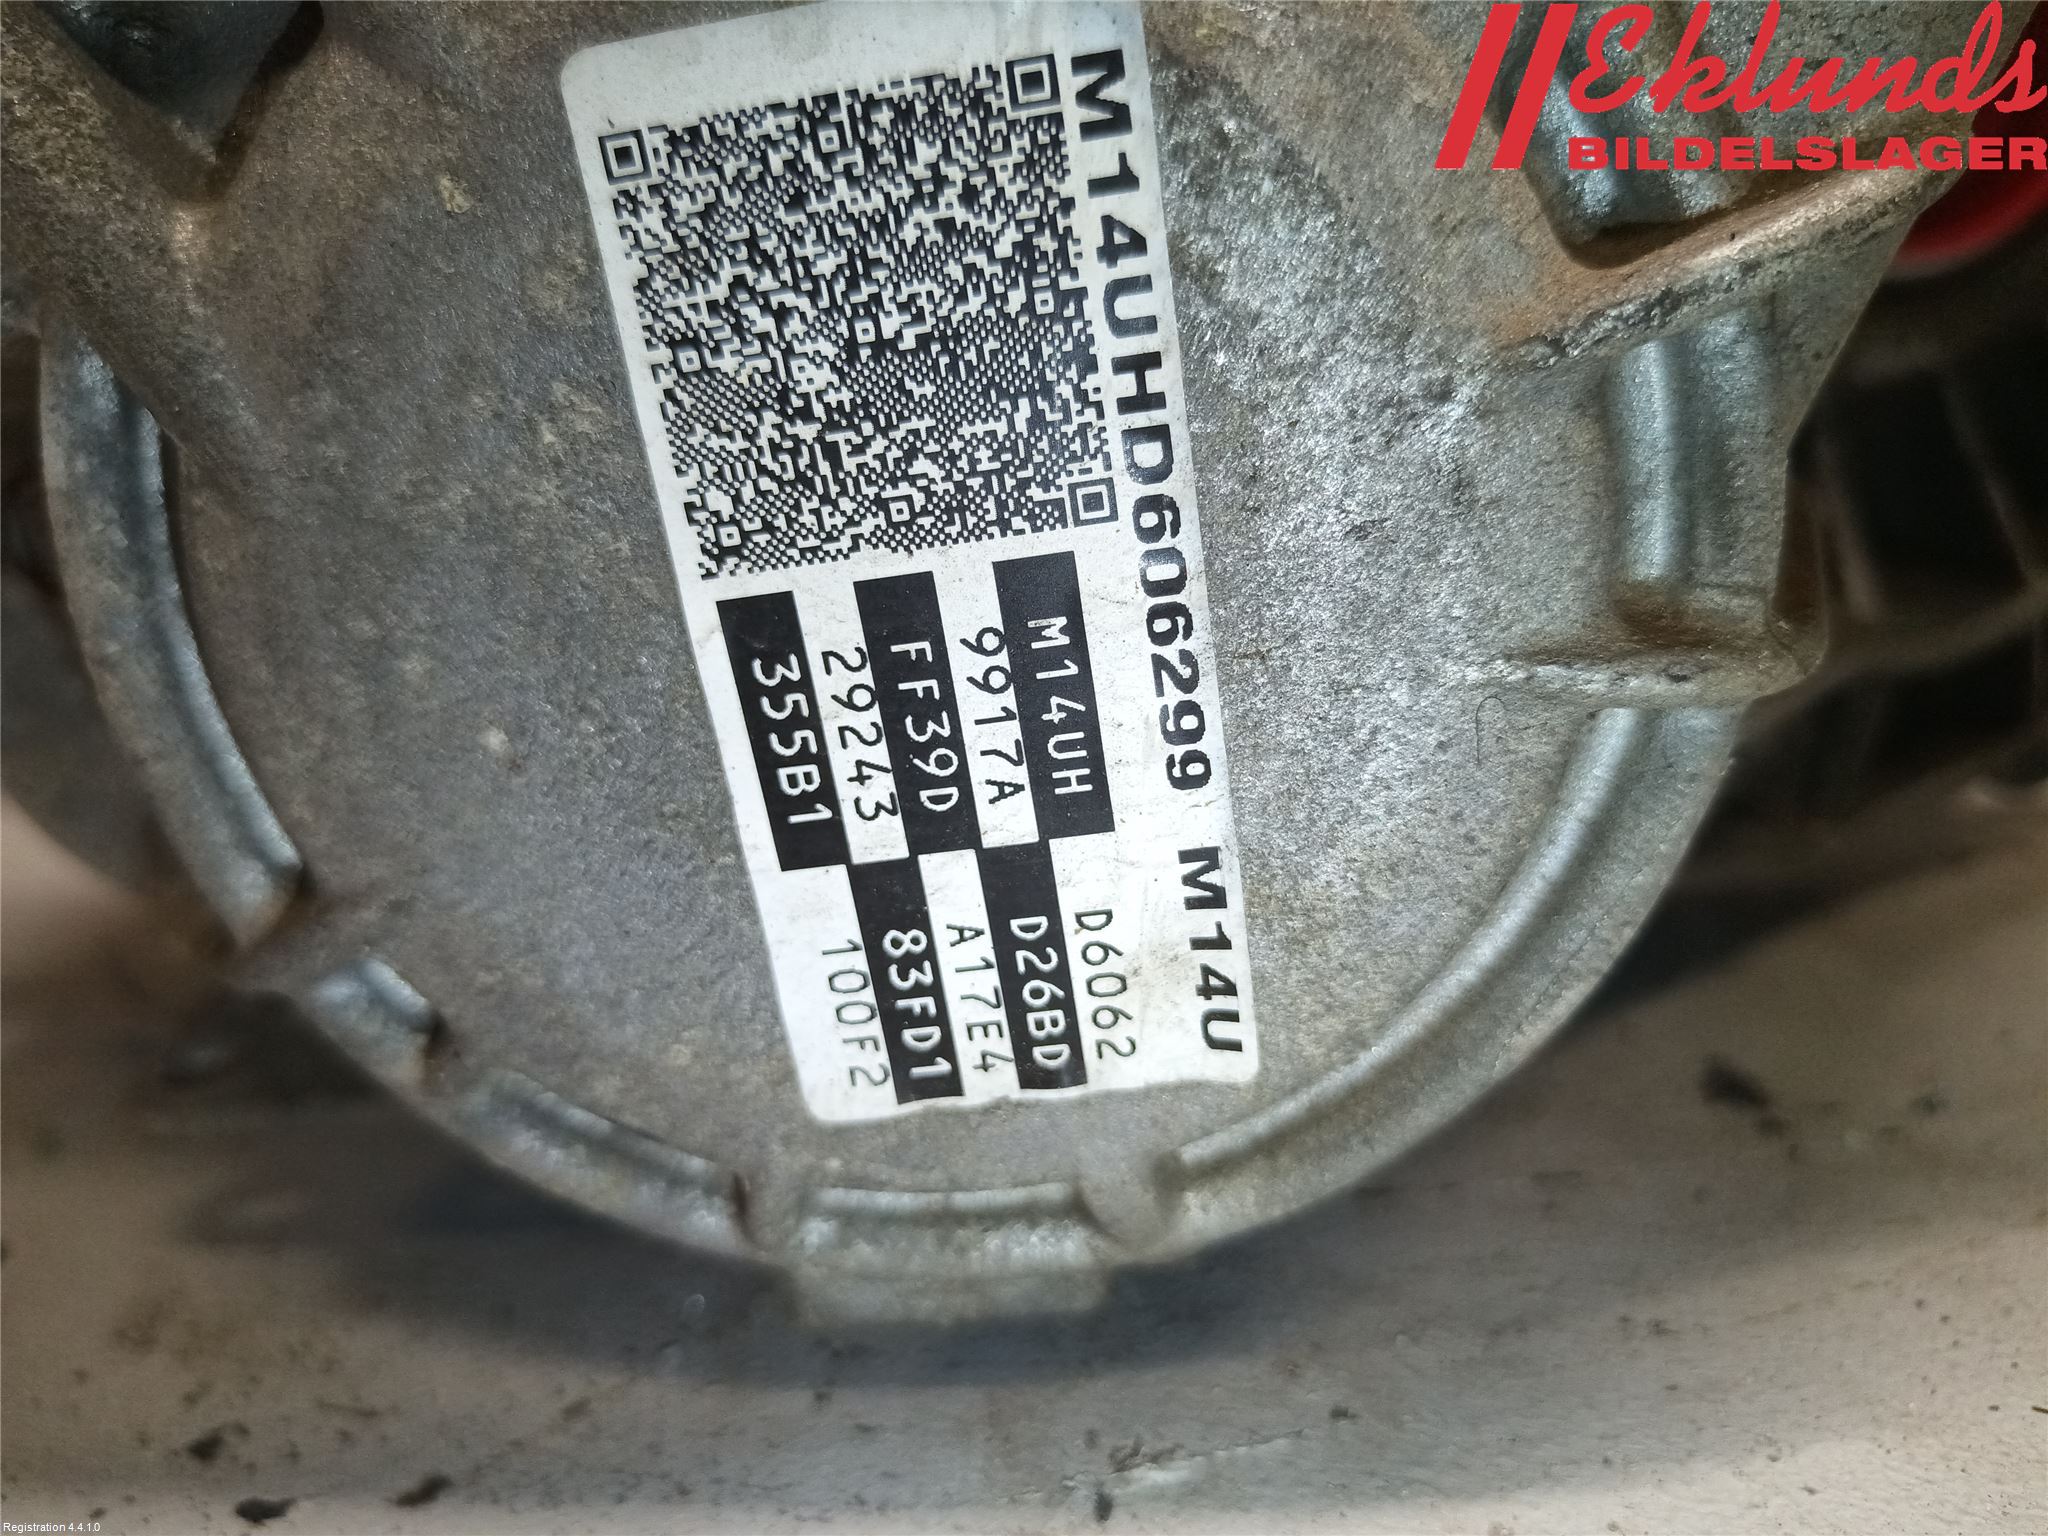 Eklunds
BILDELSLAGER
M14UHD606299 M14U
M14UH D6062
9917A D26BD
FF39D A17E4
29243 83FD1
355B1 100F2
Registration 4.4.1.0